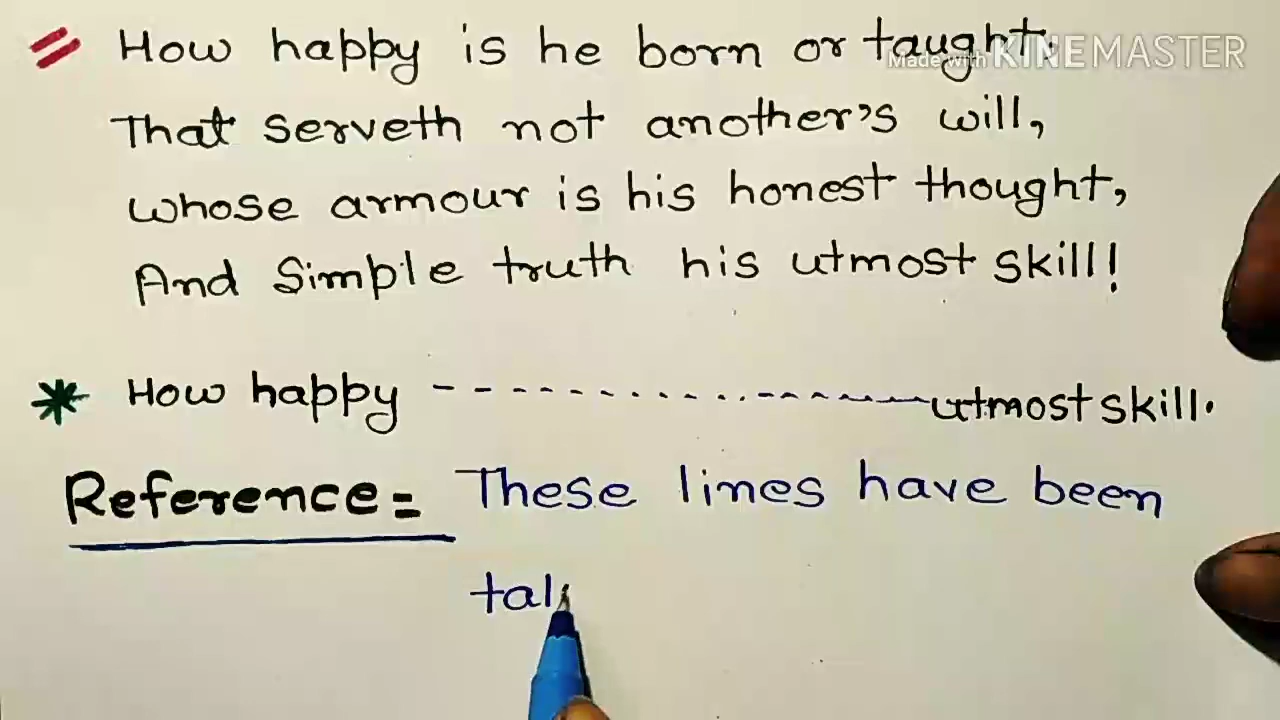 How happy is he born or taught,
Made with KINEMASTER
That serveth not another's will,
whose armour is his honest thought,
And Simple truth his utmost skill!
* How happy - - - - - - - - - - - - - - - - - - utmost skill.
Reference = These lines have been